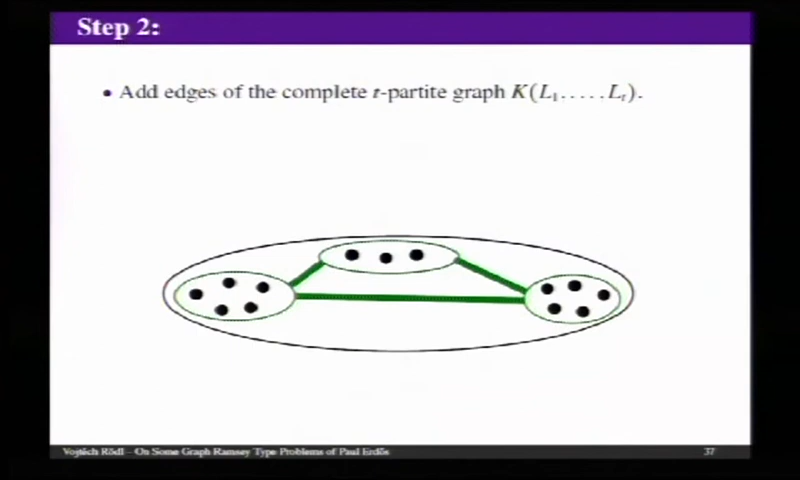 Step 2:
• Add edges of the complete t-partite graph K(L1.....Lt).
Vojtěch Rödl – On Some Graph Ramsey Type Problems of Paul Erdős
37